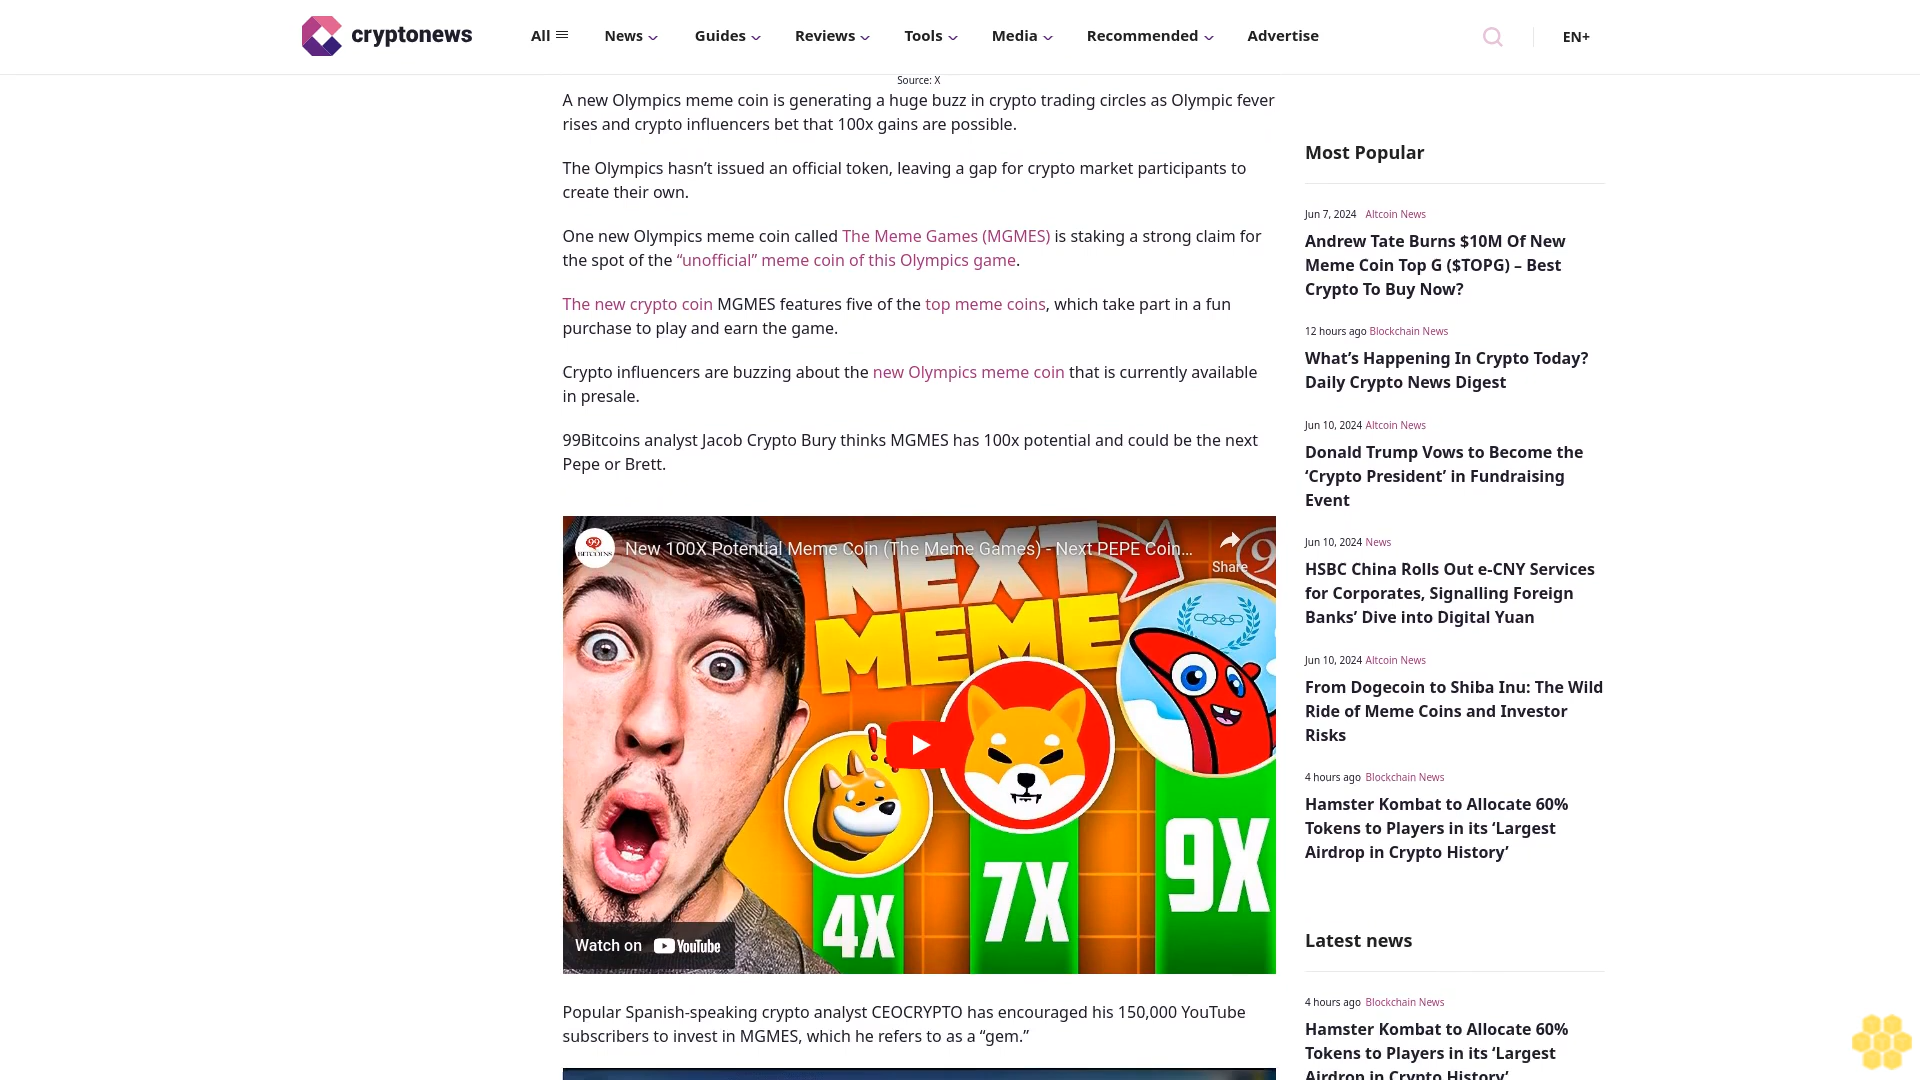 cryptonews
All
News
Guides
Reviews
Tools
Media
Recommended
Advertise
EN+
Source: X
A new Olympics meme coin is generating a huge buzz in crypto trading circles as Olympic fever
rises and crypto influencers bet that 100x gains are possible.
The Olympics hasn’t issued an official token, leaving a gap for crypto market participants to
create their own.
One new Olympics meme coin called The Meme Games (MGMES) is staking a strong claim for
the spot of the “unofficial” meme coin of this Olympics game.
The new crypto coin MGMES features five of the top meme coins, which take part in a fun
purchase to play and earn the game.
Crypto influencers are buzzing about the new Olympics meme coin that is currently available
in presale.
99Bitcoins analyst Jacob Crypto Bury thinks MGMES has 100x potential and could be the next
Pepe or Brett.
99
BITCOINS
New 100X Potential Meme Coin (The Meme Games) - Next PEPE Coin...
Share
99
NEXT
MEME
4X
7X
9X
Watch on YouTube
Popular Spanish-speaking crypto analyst CEOCRYPTO has encouraged his 150,000 YouTube
subscribers to invest in MGMES, which he refers to as a “gem.”
Most Popular
Jun 7, 2024 Altcoin News
Andrew Tate Burns $10M Of New
Meme Coin Top G ($TOPG) – Best
Crypto To Buy Now?
12 hours ago Blockchain News
What’s Happening In Crypto Today?
Daily Crypto News Digest
Jun 10, 2024 Altcoin News
Donald Trump Vows to Become the
‘Crypto President’ in Fundraising
Event
Jun 10, 2024 News
HSBC China Rolls Out e-CNY Services
for Corporates, Signalling Foreign
Banks’ Dive into Digital Yuan
Jun 10, 2024 Altcoin News
From Dogecoin to Shiba Inu: The Wild
Ride of Meme Coins and Investor
Risks
4 hours ago Blockchain News
Hamster Kombat to Allocate 60%
Tokens to Players in its ‘Largest
Airdrop in Crypto History’
Latest news
4 hours ago Blockchain News
Hamster Kombat to Allocate 60%
Tokens to Players in its ‘Largest
Airdrop in Crypto History’